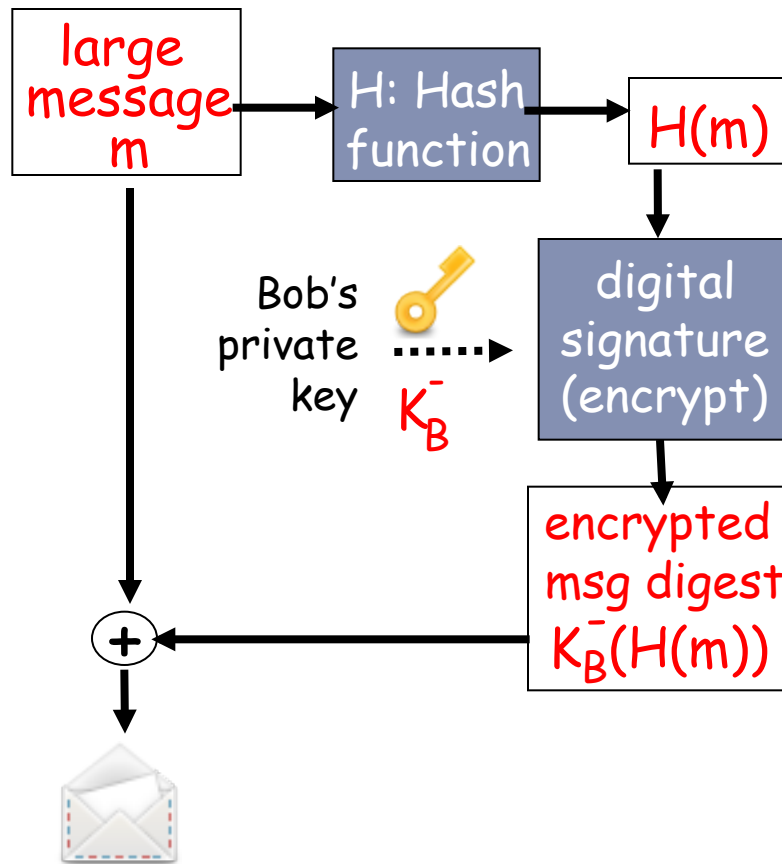 large
message
m
H: Hash
function
H(m)
Bob's
private
key
K_B^-
digital
signature
(encrypt)
encrypted
msg digest
K_B^-(H(m))
+